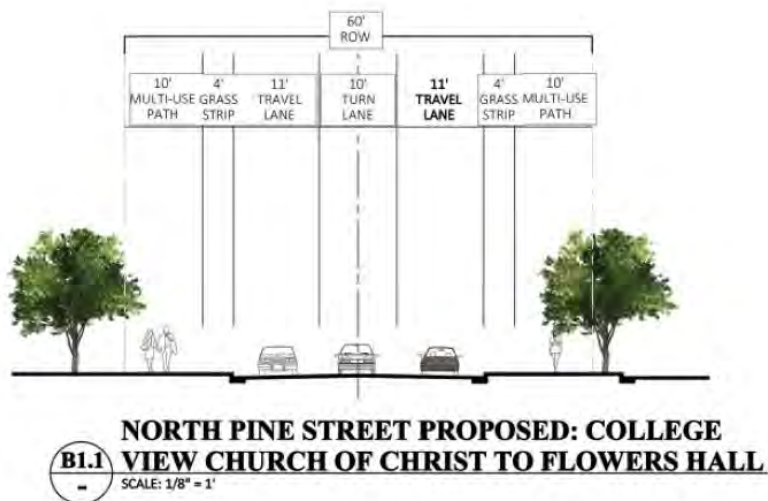 60'
ROW
10'
MULTI-USE
PATH
4'
GRASS
STRIP
11'
TRAVEL
LANE
10'
TURN
LANE
11'
TRAVEL
LANE
4'
GRASS
STRIP
10'
MULTI-USE
PATH
NORTH PINE STREET PROPOSED: COLLEGE
VIEW CHURCH OF CHRIST TO FLOWERS HALL
B1.1
-
SCALE: 1/8" = 1'